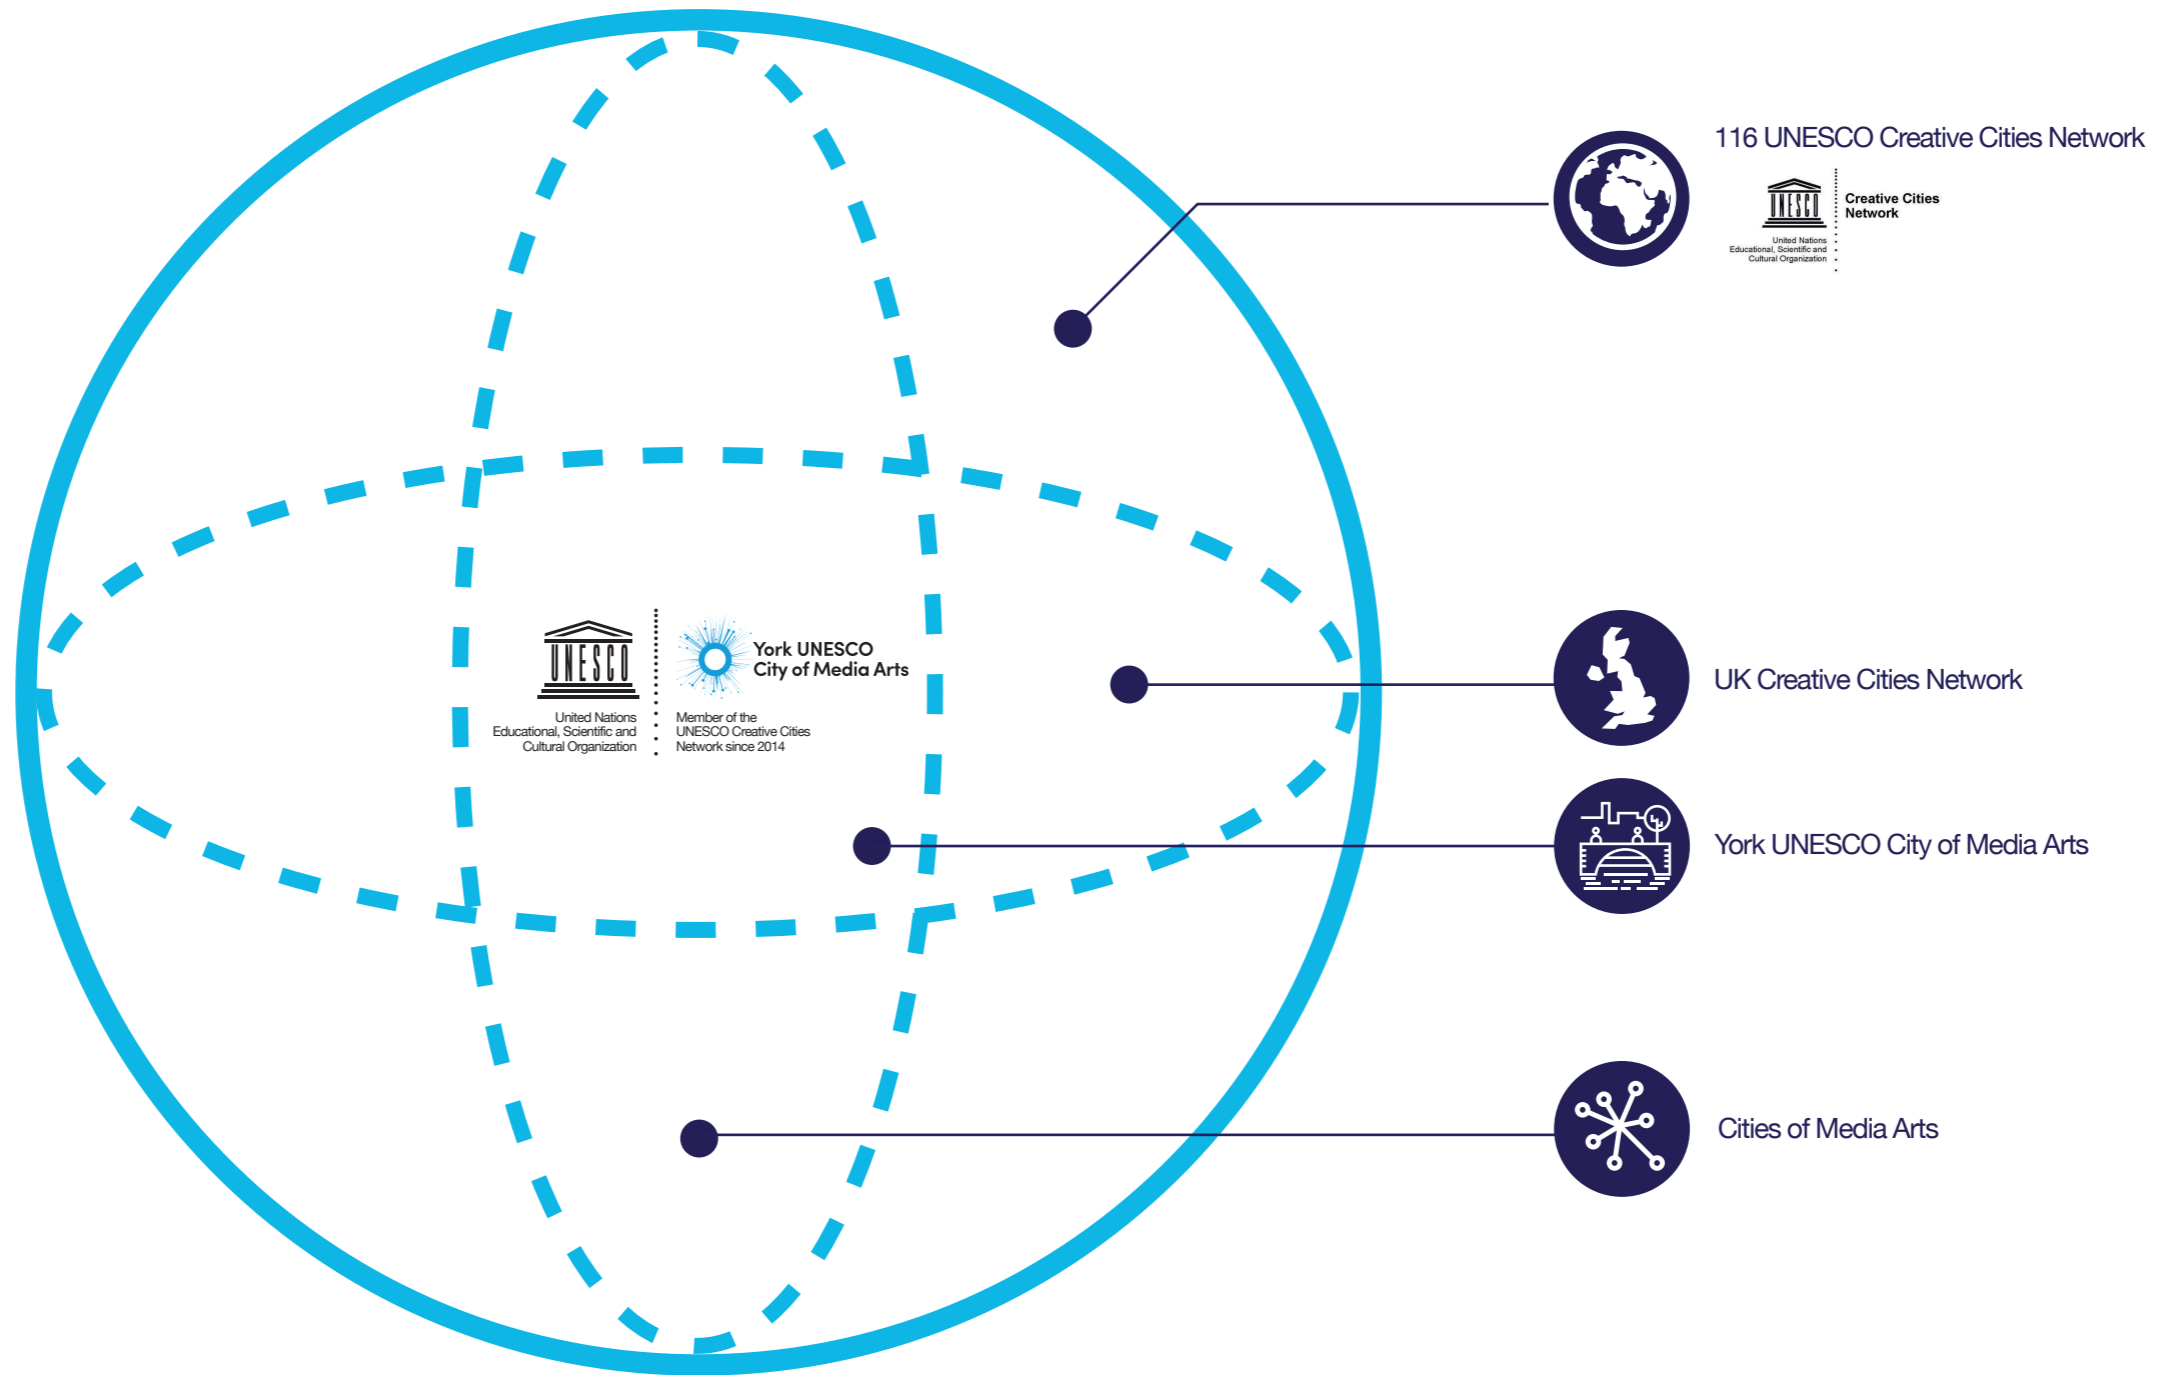 116 UNESCO Creative Cities Network
UNESCO
United Nations
Educational, Scientific and
Cultural Organization
Creative Cities
Network
UNESCO
United Nations
Educational, Scientific and
Cultural Organization
York UNESCO
City of Media Arts
Member of the
UNESCO Creative Cities
Network since 2014
UK Creative Cities Network
York UNESCO City of Media Arts
Cities of Media Arts